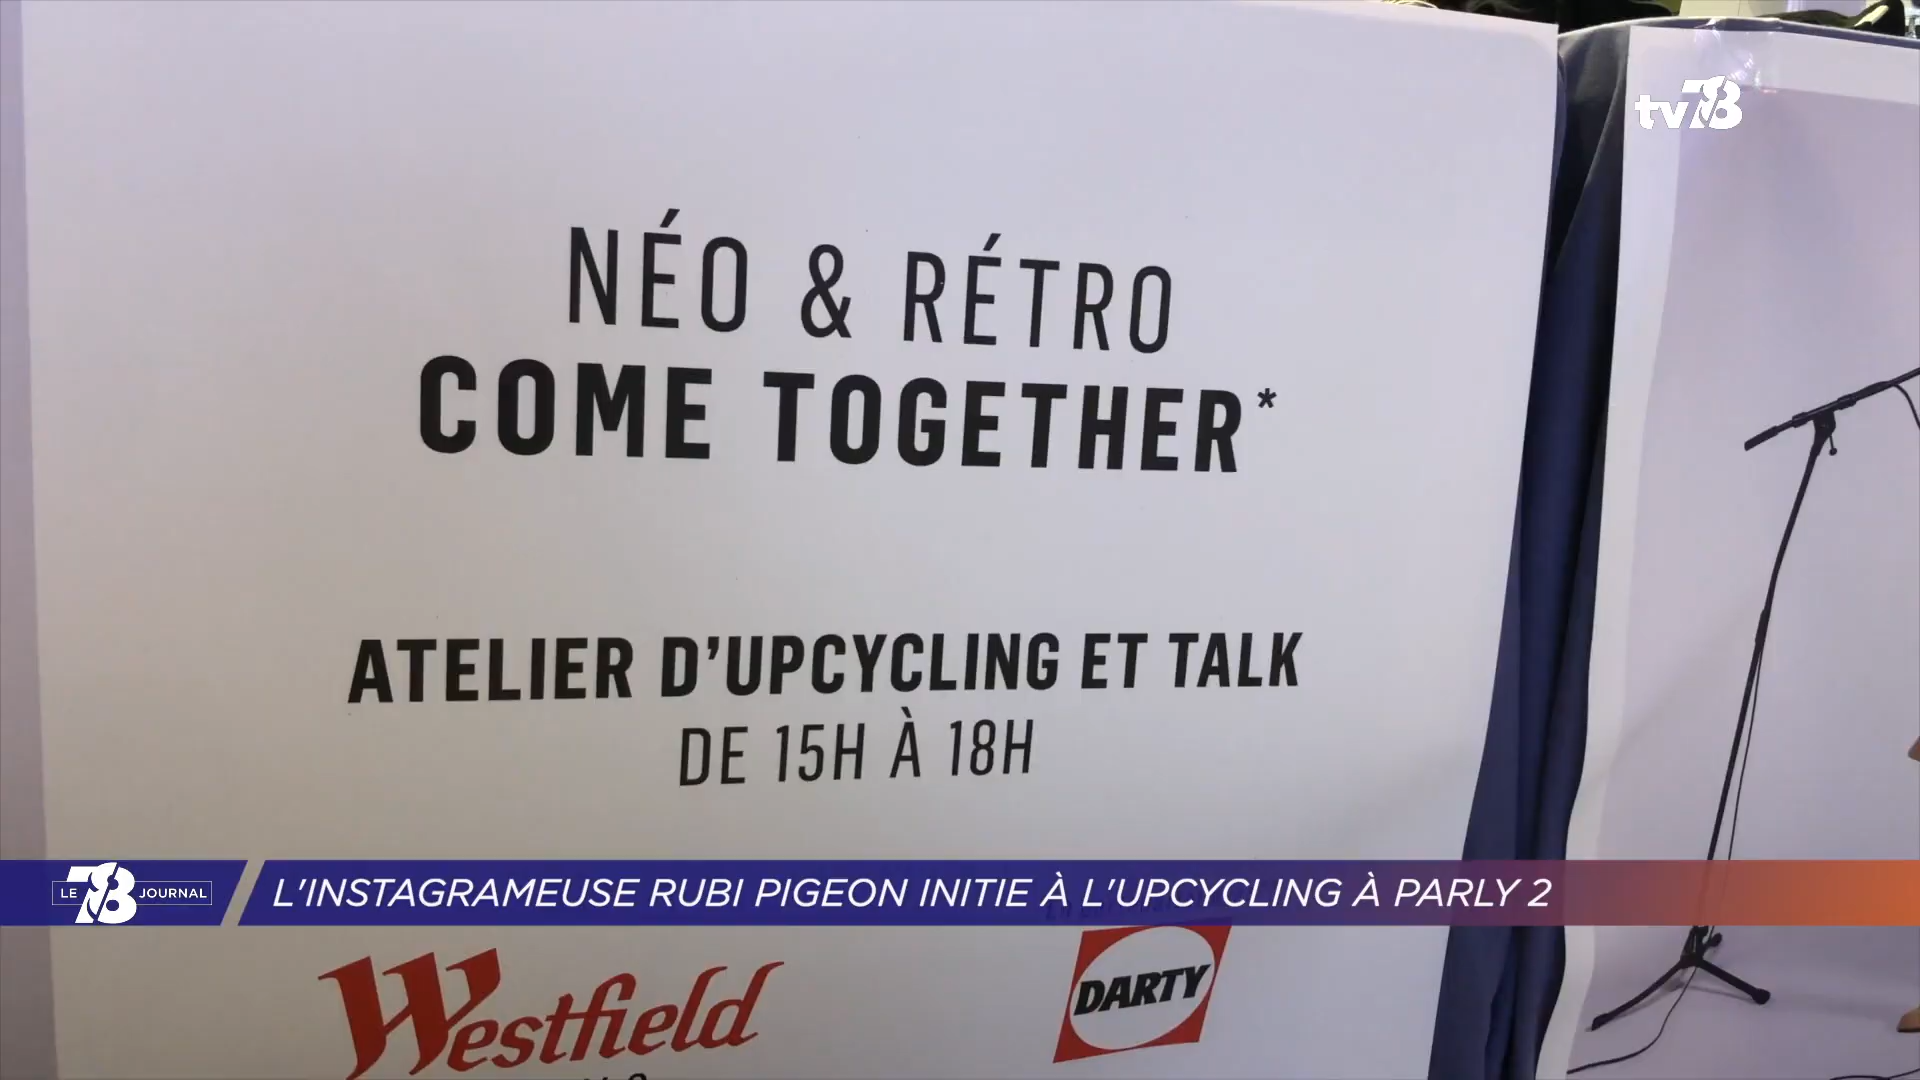 tv78
NÉO & RÉTRO
COME TOGETHER*
ATELIER D'UPCYCLING ET TALK
DE 15H À 18H
LE 78 JOURNAL
L'INSTAGRAMEUSE RUBI PIGEON INITIE À L'UPCYCLING À PARLY 2
Westfield
DARTY